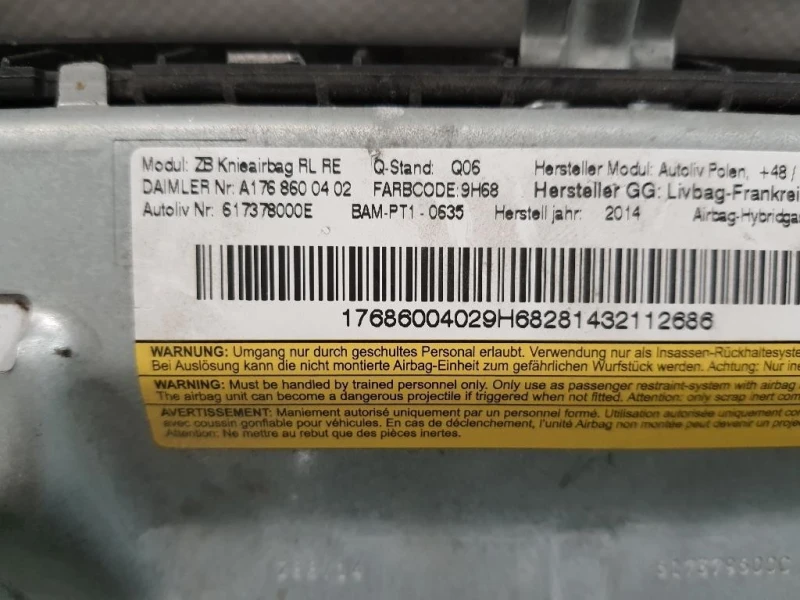 Modul: ZB Knieairbag RL RE Q-Stand: Q06 Hersteller Modul: Autoliv Polen, +48 /
DAIMLER Nr: A176 860 04 02 FARBCODE: 9H68 Hersteller GG: Livbag-Frankrei
Autoliv Nr: 617378000E BAM-PT1 - 0635 Herstell jahr: 2014 Airbag-Hybridgas
17686004029H68281432112686
WARNUNG: Umgang nur durch geschultes Personal erlaubt. Verwendung nur als Insassen-Rückhaltesystem
Bei Auslösung kann die nicht montierte Airbag-Einheit zum gefährlichen Wurfstück werden. Achtung: Nur ine
WARNING: Must be handled by trained personnel only. Only use as passenger restraint-system with airbag
The airbag can become a dangerous projectile if triggered when not fitted. Attention: only scrap inert com
AVERTISSEMENT: Maniement autorisé uniquement par un personnel formé. Utilisation autorisée uniquement co
avec coussin gonflable pour véhicules. En cas de déclenchement, l'unité Airbag non montée peut devenir un proje
Attention: Ne mettre au rebut que des pièces inertes.